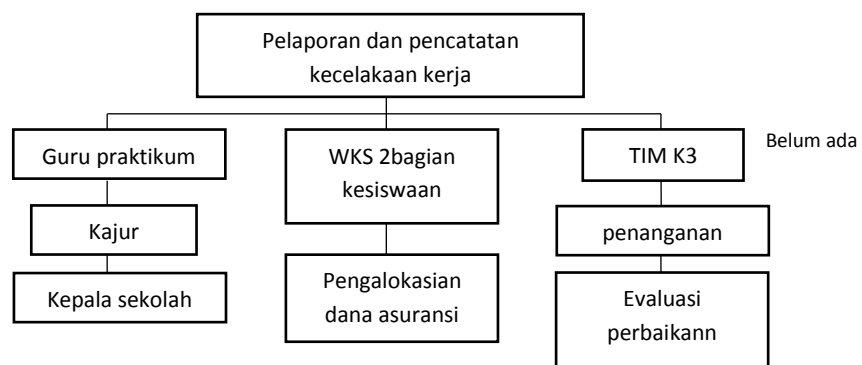 Pelaporan dan pencatatan
kecelakaan kerja
Guru praktikum
WKS 2bagian
kesiswaan
TIM K3
Belum ada
Kajur
penanganan
Kepala sekolah
Pengalokasian
dana asuransi
Evaluasi
perbaikann